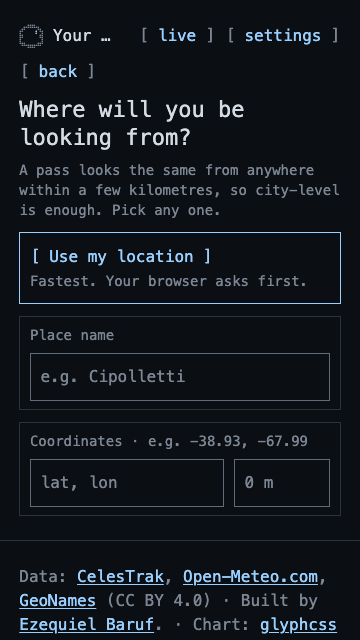 Your … [ live ] [ settings ]
[ back ]
Where will you be
looking from?
A pass looks the same from anywhere
within a few kilometres, so city-level
is enough. Pick any one.
[ Use my location ]
Fastest. Your browser asks first.
Place name
e.g. Cipolletti
Coordinates · e.g. -38.93, -67.99
lat, lon 0 m
Data: CelesTrak, Open-Meteo.com,
GeoNames (CC BY 4.0) · Built by
Ezequiel Baruf. · Chart: glyphcss